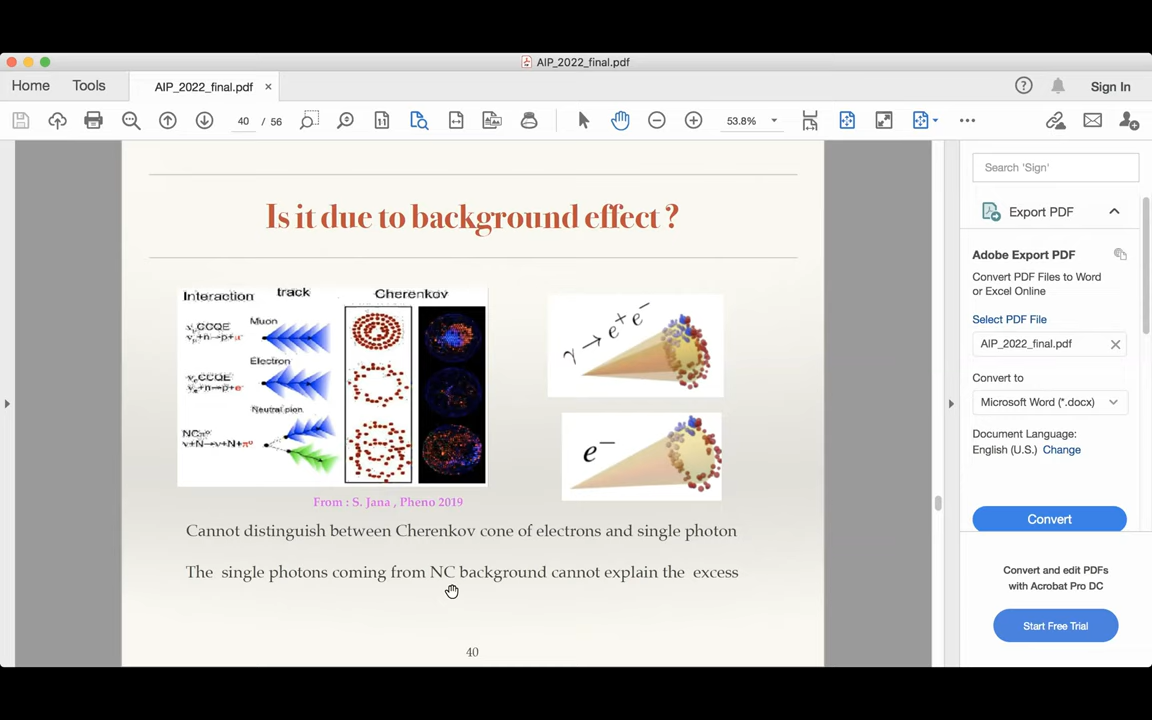 AIP_2022_final.pdf
Home
Tools
AIP_2022_final.pdf
Sign In
40 / 56
53.8%
Search 'Sign'
Export PDF
Adobe Export PDF
Convert PDF Files to Word
or Excel Online
Select PDF File
AIP_2022_final.pdf
Convert to
Microsoft Word (*.docx)
Document Language:
English (U.S.) Change
Convert
Convert and edit PDFs
with Acrobat Pro DC
Start Free Trial
Is it due to background effect ?
Interaction track Cherenkov
Muon
Electron
Neutral pion
γ → e⁺ e⁻
e⁻
From : S. Jana , Pheno 2019
Cannot distinguish between Cherenkov cone of electrons and single photon
The single photons coming from NC background cannot explain the excess
40